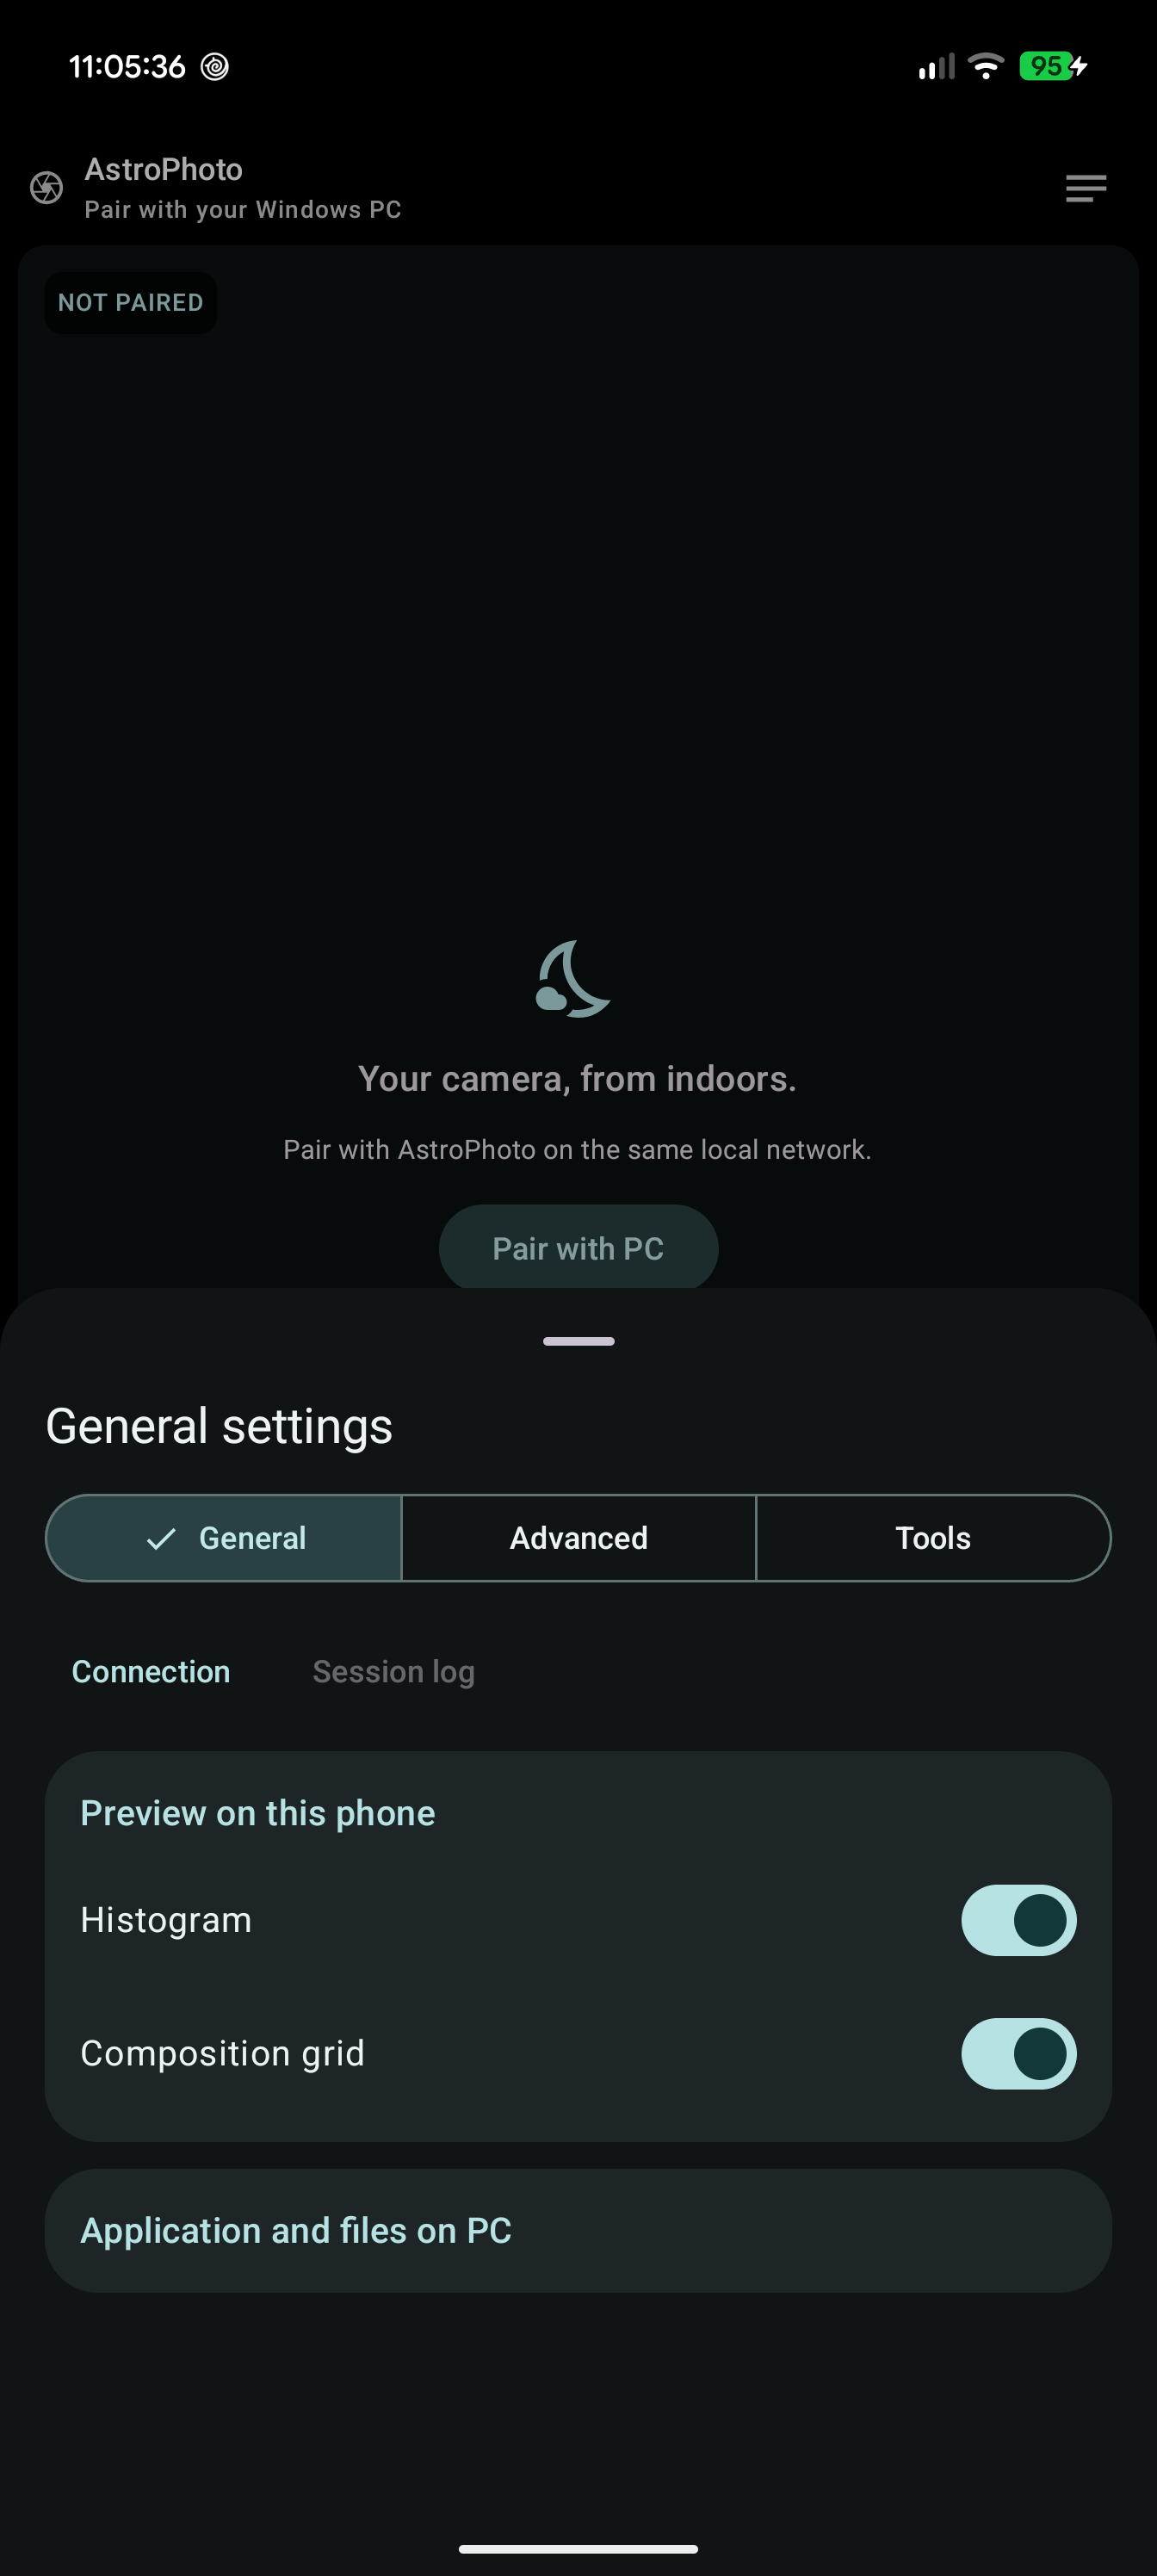 11:05:36
95
AstroPhoto
Pair with your Windows PC
NOT PAIRED
Your camera, from indoors.
Pair with AstroPhoto on the same local network.
Pair with PC
General settings
General
Advanced
Tools
Connection
Session log
Preview on this phone
Histogram
Composition grid
Application and files on PC